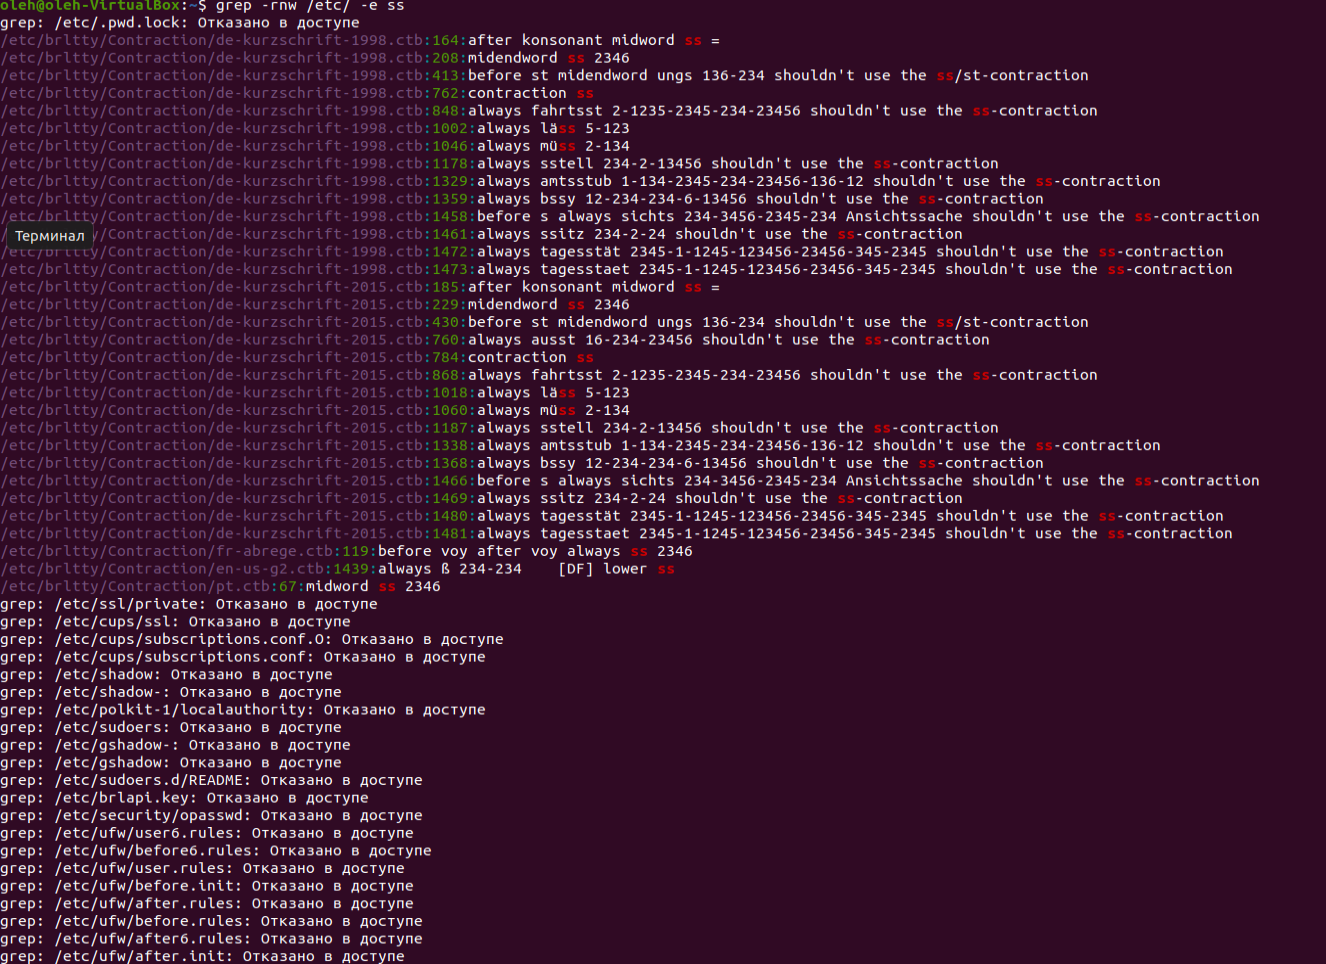 oleh@oleh-VirtualBox:~$ grep -rnw /etc/ -e ss
grep: /etc/.pwd.lock: Отказано в доступе
/etc/brltty/Contraction/de-kurzschrift-1998.ctb:164:after konsonant midword ss =
/etc/brltty/Contraction/de-kurzschrift-1998.ctb:208:midendword ss 2346
/etc/brltty/Contraction/de-kurzschrift-1998.ctb:413:before st midendword ungs 136-234 shouldn't use the ss/st-contraction
/etc/brltty/Contraction/de-kurzschrift-1998.ctb:762:contraction ss
/etc/brltty/Contraction/de-kurzschrift-1998.ctb:848:always fahrtsst 2-1235-2345-234-23456 shouldn't use the ss-contraction
/etc/brltty/Contraction/de-kurzschrift-1998.ctb:1002:always läss 5-123
/etc/brltty/Contraction/de-kurzschrift-1998.ctb:1046:always müss 2-134
/etc/brltty/Contraction/de-kurzschrift-1998.ctb:1178:always sstell 234-2-13456 shouldn't use the ss-contraction
/etc/brltty/Contraction/de-kurzschrift-1998.ctb:1329:always amtsstub 1-134-2345-234-23456-136-12 shouldn't use the ss-contraction
/etc/brltty/Contraction/de-kurzschrift-1998.ctb:1359:always bssy 12-234-234-6-13456 shouldn't use the ss-contraction
/etc/brltty/Contraction/de-kurzschrift-1998.ctb:1458:before s always sichts 234-3456-2345-234 Ansichtssache shouldn't use the ss-contraction
Терминал
y/Contraction/de-kurzschrift-1998.ctb:1461:always ssitz 234-2-24 shouldn't use the ss-contraction
/etc/brltty/Contraction/de-kurzschrift-1998.ctb:1472:always tagesstät 2345-1-1245-123456-23456-345-2345 shouldn't use the ss-contraction
/etc/brltty/Contraction/de-kurzschrift-1998.ctb:1473:always tagesstaet 2345-1-1245-123456-23456-345-2345 shouldn't use the ss-contraction
/etc/brltty/Contraction/de-kurzschrift-2015.ctb:185:after konsonant midword ss =
/etc/brltty/Contraction/de-kurzschrift-2015.ctb:229:midendword ss 2346
/etc/brltty/Contraction/de-kurzschrift-2015.ctb:430:before st midendword ungs 136-234 shouldn't use the ss/st-contraction
/etc/brltty/Contraction/de-kurzschrift-2015.ctb:760:always ausst 16-234-23456 shouldn't use the ss-contraction
/etc/brltty/Contraction/de-kurzschrift-2015.ctb:784:contraction ss
/etc/brltty/Contraction/de-kurzschrift-2015.ctb:868:always fahrtsst 2-1235-2345-234-23456 shouldn't use the ss-contraction
/etc/brltty/Contraction/de-kurzschrift-2015.ctb:1018:always läss 5-123
/etc/brltty/Contraction/de-kurzschrift-2015.ctb:1060:always müss 2-134
/etc/brltty/Contraction/de-kurzschrift-2015.ctb:1187:always sstell 234-2-13456 shouldn't use the ss-contraction
/etc/brltty/Contraction/de-kurzschrift-2015.ctb:1338:always amtsstub 1-134-2345-234-23456-136-12 shouldn't use the ss-contraction
/etc/brltty/Contraction/de-kurzschrift-2015.ctb:1368:always bssy 12-234-234-6-13456 shouldn't use the ss-contraction
/etc/brltty/Contraction/de-kurzschrift-2015.ctb:1466:before s always sichts 234-3456-2345-234 Ansichtssache shouldn't use the ss-contraction
/etc/brltty/Contraction/de-kurzschrift-2015.ctb:1469:always ssitz 234-2-24 shouldn't use the ss-contraction
/etc/brltty/Contraction/de-kurzschrift-2015.ctb:1480:always tagesstät 2345-1-1245-123456-23456-345-2345 shouldn't use the ss-contraction
/etc/brltty/Contraction/de-kurzschrift-2015.ctb:1481:always tagesstaet 2345-1-1245-123456-23456-345-2345 shouldn't use the ss-contraction
/etc/brltty/Contraction/fr-abrege.ctb:119:before voy after voy always ss 2346
/etc/brltty/Contraction/en-us-g2.ctb:1439:always ß 234-234    [DF] lower ss
/etc/brltty/Contraction/pt.ctb:67:midword ss 2346
grep: /etc/ssl/private: Отказано в доступе
grep: /etc/cups/ssl: Отказано в доступе
grep: /etc/cups/subscriptions.conf.O: Отказано в доступе
grep: /etc/cups/subscriptions.conf: Отказано в доступе
grep: /etc/shadow: Отказано в доступе
grep: /etc/shadow-: Отказано в доступе
grep: /etc/polkit-1/localauthority: Отказано в доступе
grep: /etc/sudoers: Отказано в доступе
grep: /etc/gshadow-: Отказано в доступе
grep: /etc/gshadow: Отказано в доступе
grep: /etc/sudoers.d/README: Отказано в доступе
grep: /etc/brlapi.key: Отказано в доступе
grep: /etc/security/opasswd: Отказано в доступе
grep: /etc/ufw/user6.rules: Отказано в доступе
grep: /etc/ufw/before6.rules: Отказано в доступе
grep: /etc/ufw/user.rules: Отказано в доступе
grep: /etc/ufw/before.init: Отказано в доступе
grep: /etc/ufw/after.rules: Отказано в доступе
grep: /etc/ufw/before.rules: Отказано в доступе
grep: /etc/ufw/after6.rules: Отказано в доступе
grep: /etc/ufw/after.init: Отказано в доступе